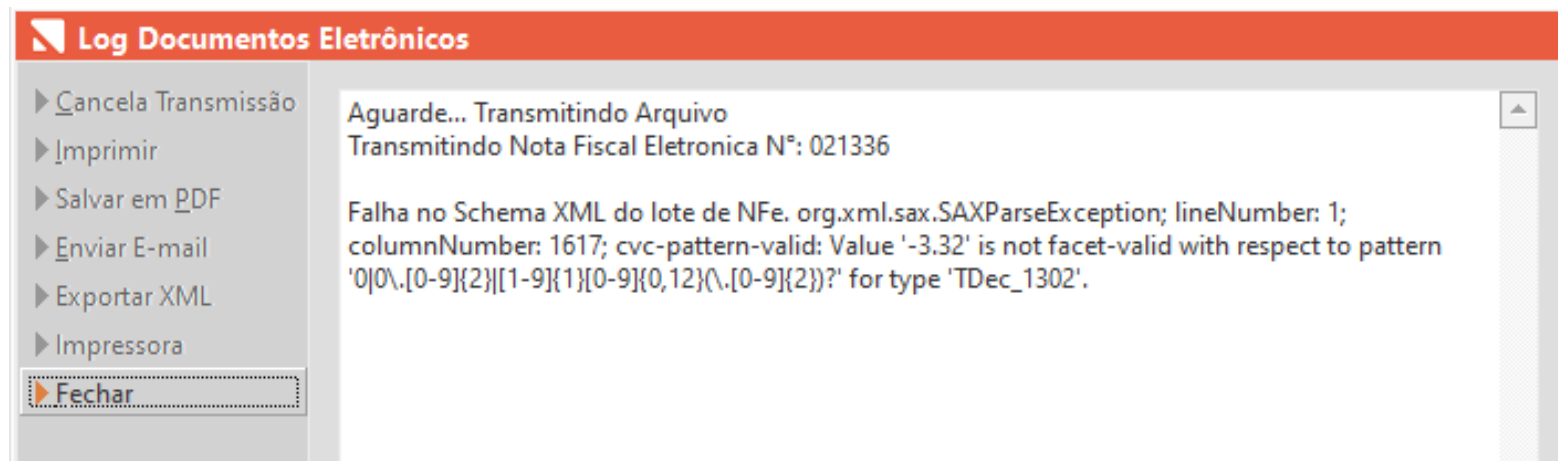 Log Documentos Eletrônicos
Cancela Transmissão
Imprimir
Salvar em PDF
Enviar E-mail
Exportar XML
Impressora
Fechar
Aguarde... Transmitindo Arquivo
Transmitindo Nota Fiscal Eletronica N°: 021336
Falha no Schema XML do lote de NFe. org.xml.sax.SAXParseException; lineNumber: 1;
columnNumber: 1617; cvc-pattern-valid: Value '-3.32' is not facet-valid with respect to pattern
'0|0\.[0-9]{2}|[1-9]{1}[0-9]{0,12}(\.[0-9]{2})?' for type 'TDec_1302'.